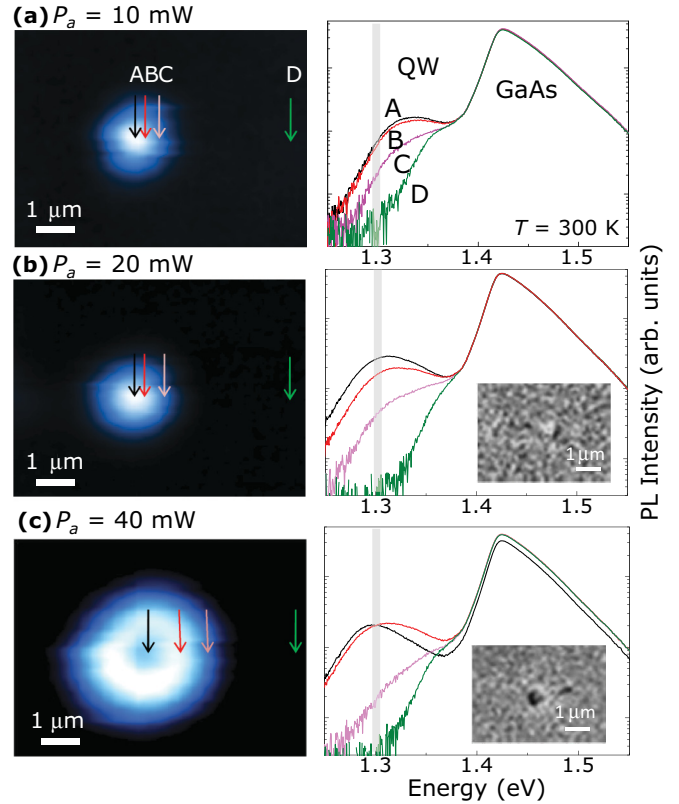 (a) Pₐ = 10 mW
ABC
D
1 µm
QW
GaAs
A
B
C
D
T = 300 K
1.3
1.4
1.5
(b) Pₐ = 20 mW
1 µm
1 µm
1.3
1.4
1.5
(c) Pₐ = 40 mW
1 µm
1 µm
1.3
1.4
1.5
Energy (eV)
PL Intensity (arb. units)